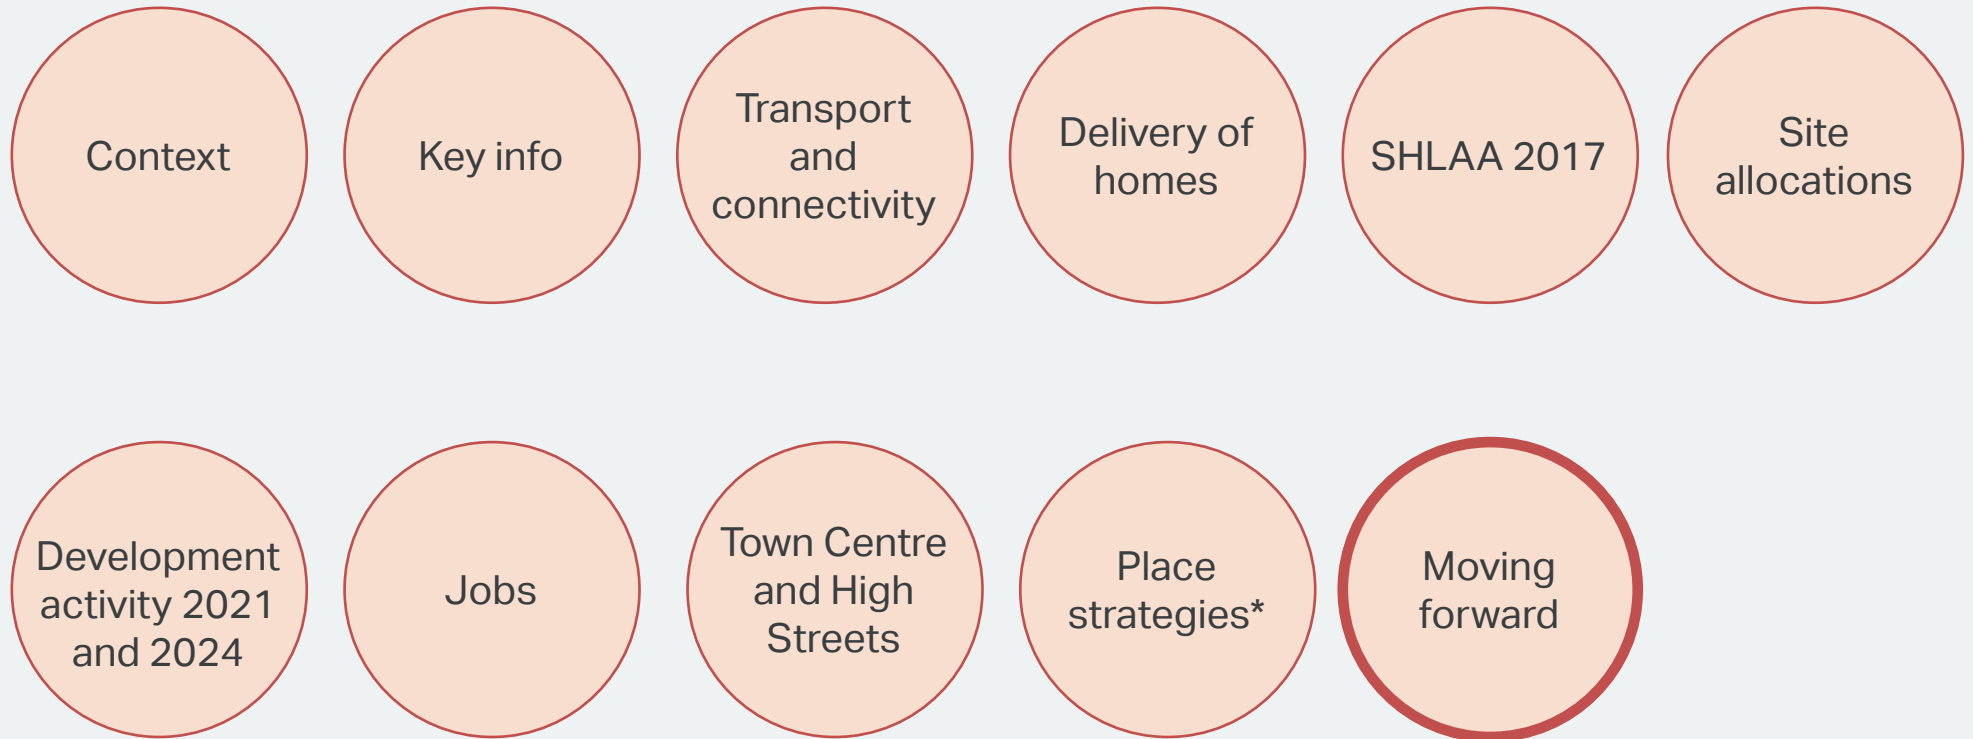 Context
Key info
Transport
and
connectivity
Delivery of
homes
SHLAA 2017
Site
allocations
Development
activity 2021
and 2024
Jobs
Town Centre
and High
Streets
Place
strategies*
Moving
forward